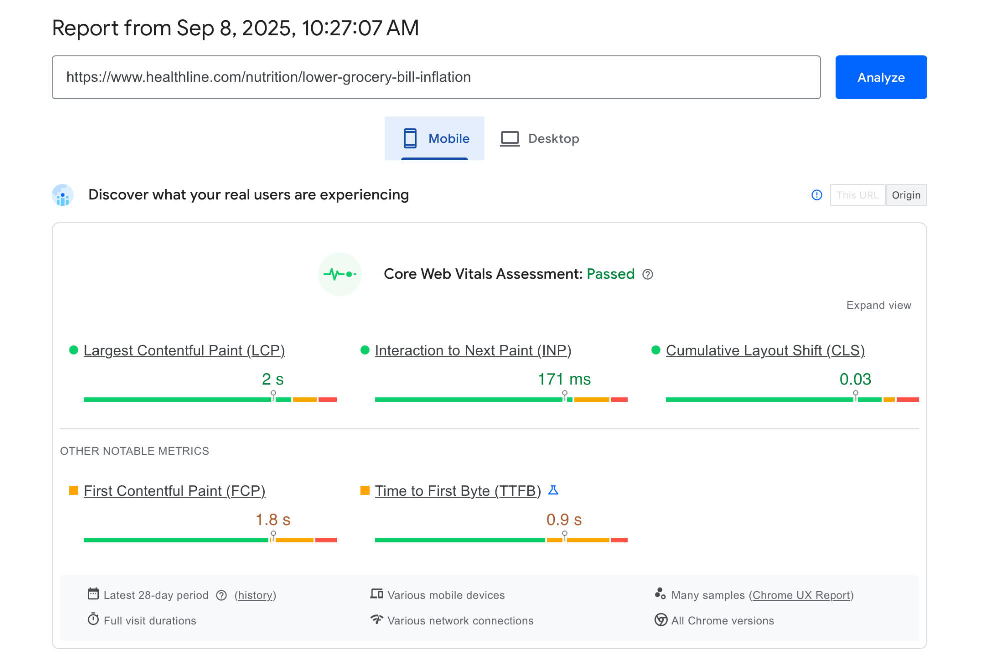 Report from Sep 8, 2025, 10:27:07 AM
https://www.healthline.com/nutrition/lower-grocery-bill-inflation
Analyze
Mobile
Desktop
Discover what your real users are experiencing
This URL
Origin
Core Web Vitals Assessment: Passed
Expand view
Largest Contentful Paint (LCP)
2 s
Interaction to Next Paint (INP)
171 ms
Cumulative Layout Shift (CLS)
0.03
OTHER NOTABLE METRICS
First Contentful Paint (FCP)
1.8 s
Time to First Byte (TTFB)
0.9 s
Latest 28-day period (history)
Various mobile devices
Many samples (Chrome UX Report)
Full visit durations
Various network connections
All Chrome versions